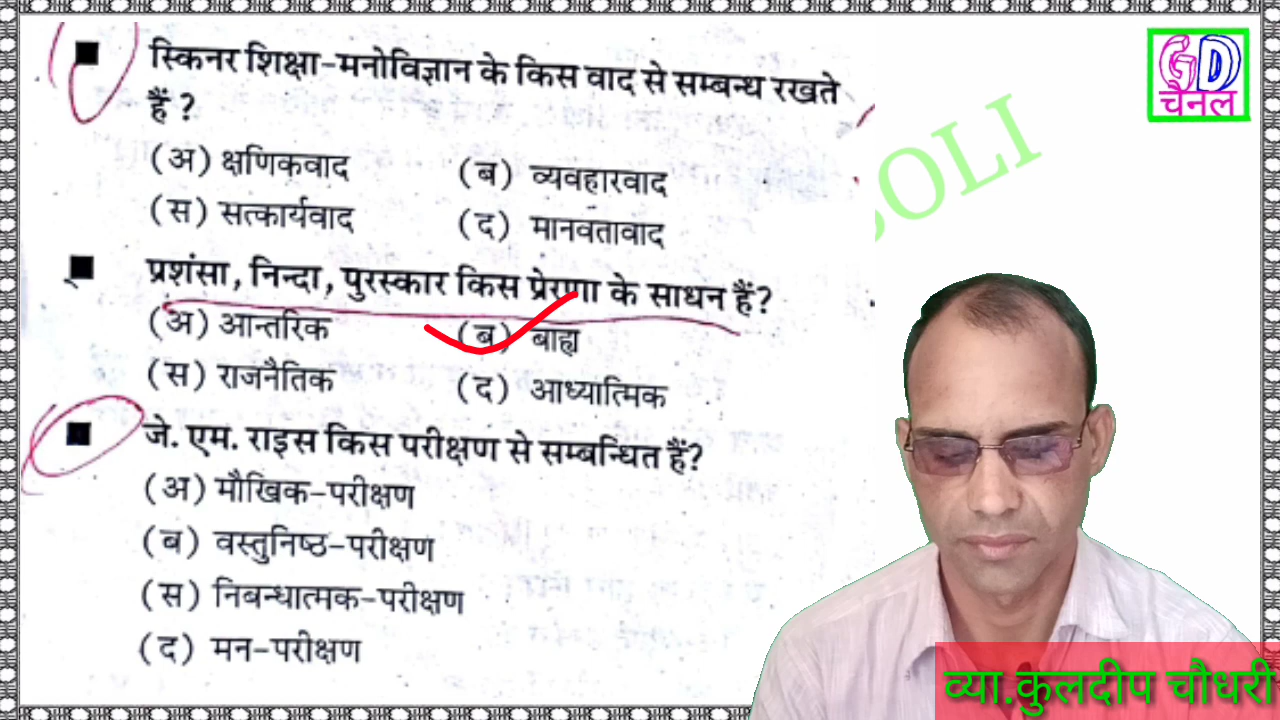 स्किनर शिक्षा-मनोविज्ञान के किस वाद से सम्बन्ध रखते
हैं ?
(अ) क्षणिकवाद (ब) व्यवहारवाद
(स) सत्कार्यवाद (द) मानवतावाद
प्रशंसा, निन्दा, पुरस्कार किस प्रेरणा के साधन हैं?
(अ) आन्तरिक (ब) बाह्य
(स) राजनैतिक (द) आध्यात्मिक
जे. एम. राइस किस परीक्षण से सम्बन्धित हैं?
(अ) मौखिक-परीक्षण
(ब) वस्तुनिष्ठ-परीक्षण
(स) निबन्धात्मक-परीक्षण
(द) मन-परीक्षण
GD
चैनल
व्या.कुलदीप चौधरी